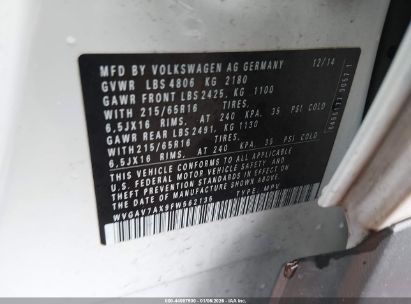 MFD BY VOLKSWAGEN AG GERMANY 12/14
GVWR LBS 4806 KG 2180
GAWR FRONT LBS 2425, KG 1100
WITH 215/65R16 TIRES,
6,5JX16 RIMS, AT 240 KPA, 35 PSI COLD
GAWR REAR LBS 2491, KG 1130
WITH 215/65R16 TIRES,
6,5JX16 RIMS, AT 240 KPA, 35 PSI COLD
THIS VEHICLE CONFORMS TO ALL APPLICABLE
U.S. FEDERAL MOTOR VEHICLE SAFETY STANDARDS IN EFFECT ON
THE DATE OF MANUFACTURE SHOWN ABOVE
TYPE: MPV